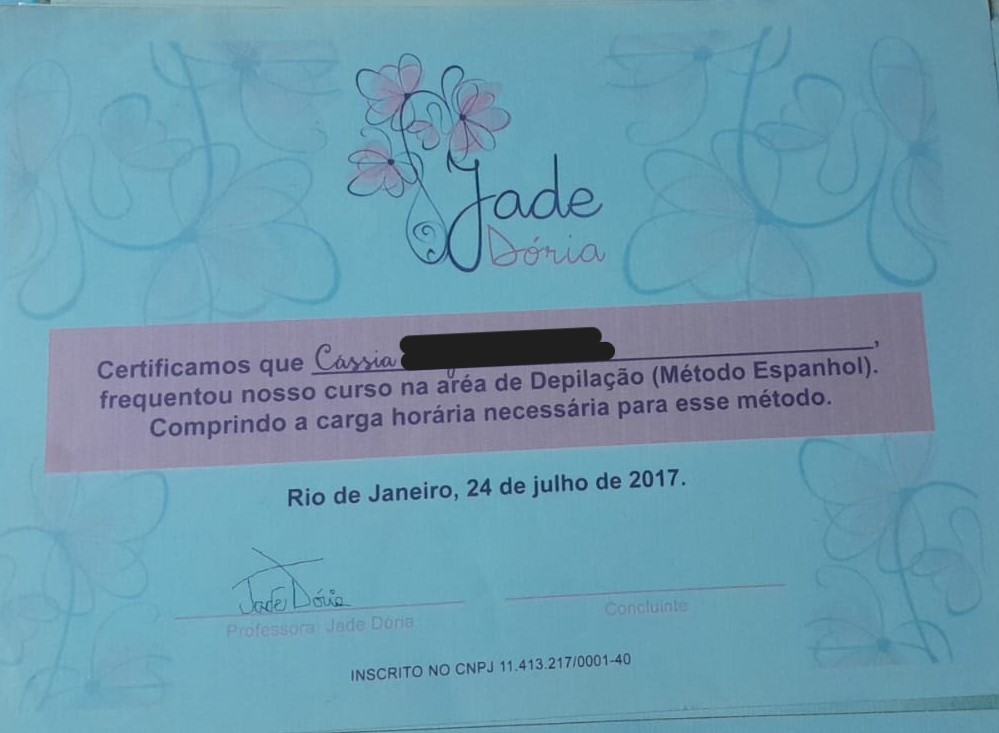 Jade
Dória
Certificamos que Cássia ,
frequentou nosso curso na aréa de Depilação (Método Espanhol).
Comprindo a carga horária necessária para esse método.
Rio de Janeiro, 24 de julho de 2017.
Jade Dória
Professora Jade Dória
Concluinte
INSCRITO NO CNPJ 11.413.217/0001-40